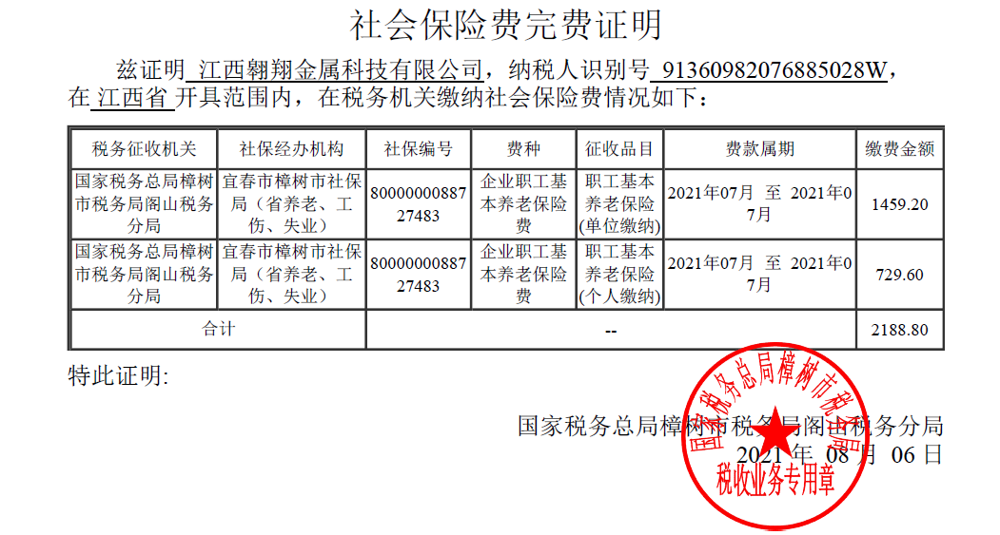 社会保险费完费证明
兹证明 江西翱翔金属科技有限公司，纳税人识别号 91360982076885028W，
在 江西省 开具范围内，在税务机关缴纳社会保险费情况如下：
税务征收机关 社保经办机构 社保编号 费种 征收品目 费款属期 缴费金额
国家税务总局樟树 宜春市樟树市社保 80000000887 企业职工基 职工基本 2021年07月 至 2021年0 1459.20
市税务局阁山税务 局（省养老、工 27483 本养老保险 养老保险 7月
分局 伤、失业） 费 (单位缴纳)
国家税务总局樟树 宜春市樟树市社保 80000000887 企业职工基 职工基本 2021年07月 至 2021年0 729.60
市税务局阁山税务 局（省养老、工 27483 本养老保险 养老保险 7月
分局 伤、失业） 费 (个人缴纳)
合计 -- 2188.80
特此证明:
国家税务总局樟树市税务局阁山税务分局
2021 年 08 月 06 日
国家税务总局樟树市税务局
税收业务专用章